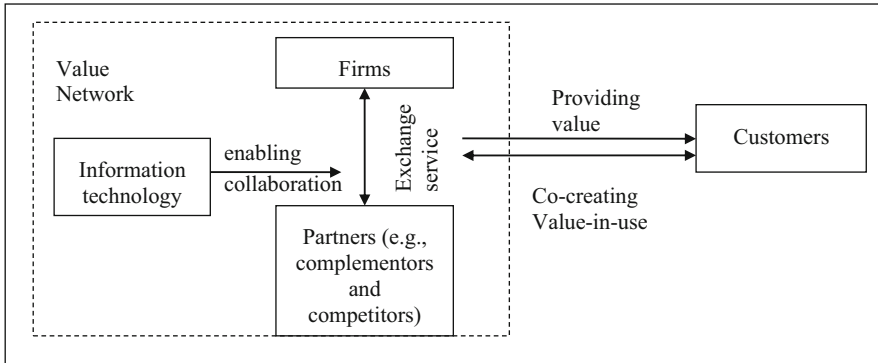 Value
Network
Firms
Information
technology
enabling
collaboration
Exchange
service
Partners (e.g.,
complementors
and
competitors)
Providing
value
Co-creating
Value-in-use
Customers